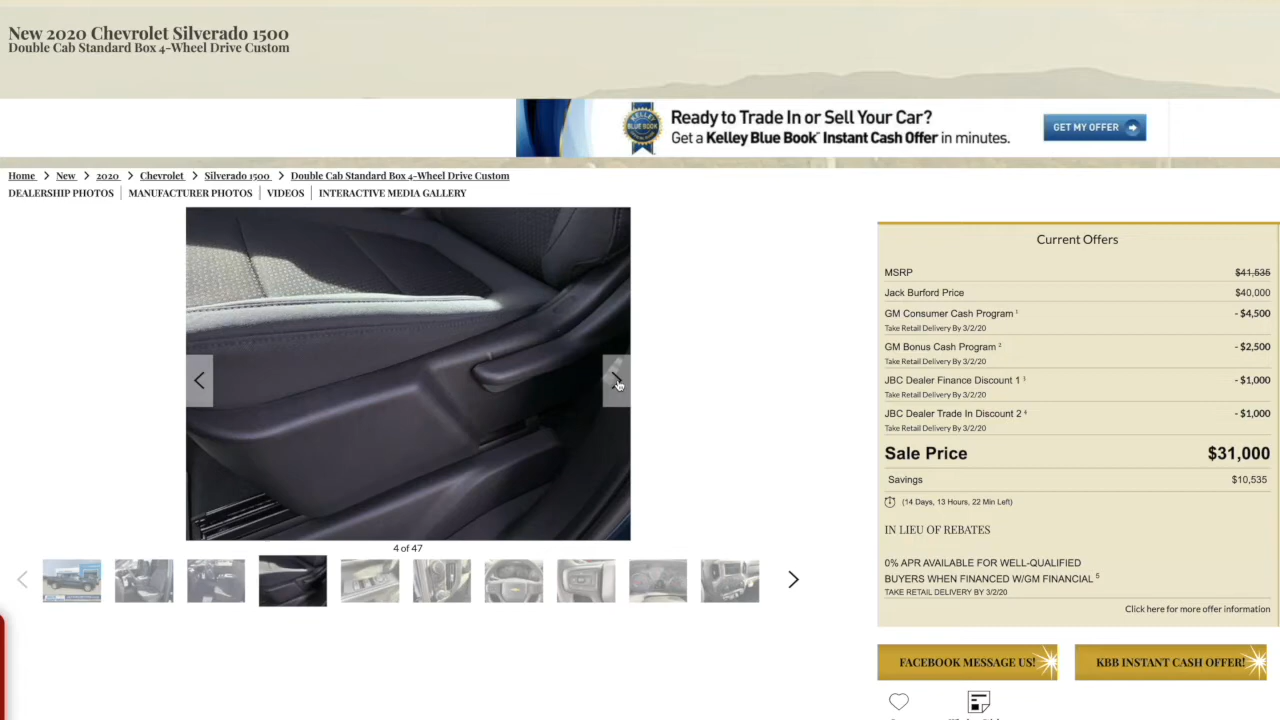 New 2020 Chevrolet Silverado 1500
Double Cab Standard Box 4-Wheel Drive Custom
KELLEY
BLUE BOOK
Ready to Trade In or Sell Your Car?
Get a Kelley Blue Book® Instant Cash Offer in minutes.
GET MY OFFER
Home > New > 2020 > Chevrolet > Silverado 1500 > Double Cab Standard Box 4-Wheel Drive Custom
DEALERSHIP PHOTOS | MANUFACTURER PHOTOS | VIDEOS | INTERACTIVE MEDIA GALLERY
4 of 47
Current Offers
MSRP $41,535
Jack Burford Price $40,000
GM Consumer Cash Program 1 - $4,500
Take Retail Delivery By 3/2/20
GM Bonus Cash Program 2 - $2,500
Take Retail Delivery By 3/2/20
JBC Dealer Finance Discount 1 3 - $1,000
Take Retail Delivery By 3/2/20
JBC Dealer Trade In Discount 2 4 - $1,000
Take Retail Delivery By 3/2/20
Sale Price $31,000
Savings $10,535
(14 Days, 13 Hours, 22 Min Left)
IN LIEU OF REBATES
0% APR AVAILABLE FOR WELL-QUALIFIED
BUYERS WHEN FINANCED W/GM FINANCIAL 5
TAKE RETAIL DELIVERY BY 3/2/20
Click here for more offer information
FACEBOOK MESSAGE US!
KBB INSTANT CASH OFFER!